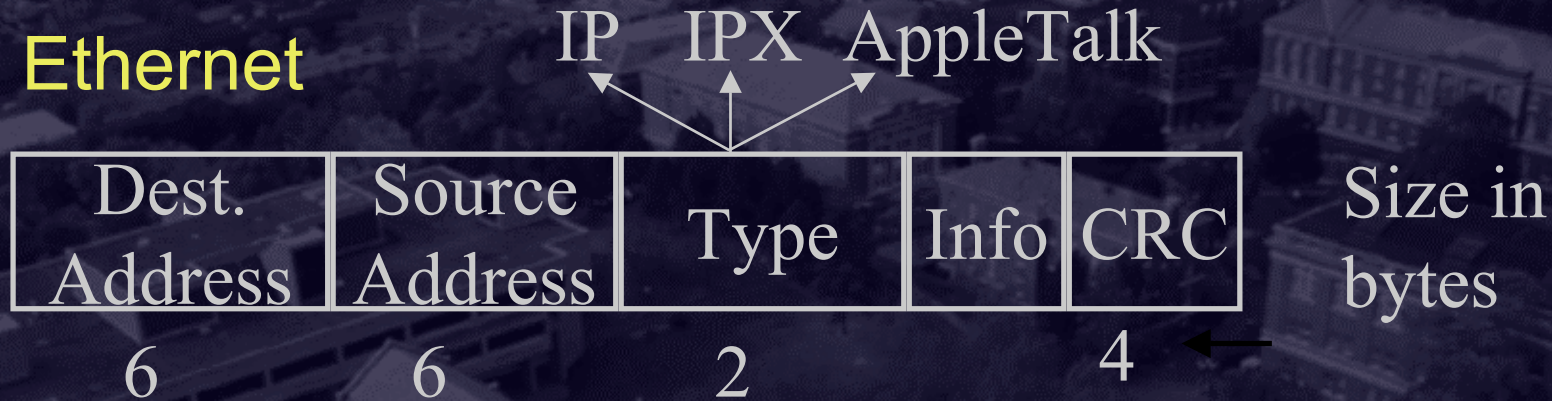 Ethernet
IP IPX AppleTalk
Dest. Address
Source Address
Type
Info
CRC
Size in bytes
6 6 2 4